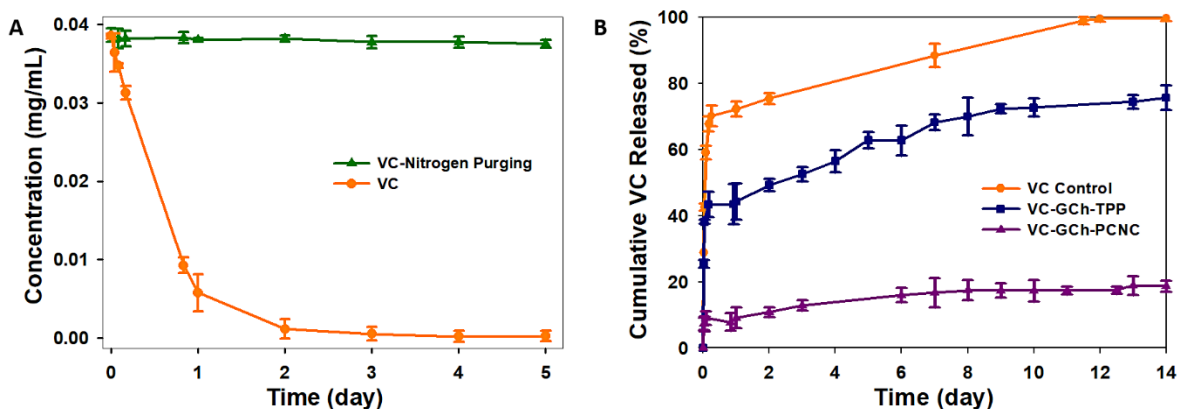 A
Concentration (mg/mL)
0.04
0.03
0.02
0.01
0.00
VC-Nitrogen Purging
VC
0 1 2 3 4 5
Time (day)
B
Cumulative VC Released (%)
100
80
60
40
20
0
VC Control
VC-GCh-TPP
VC-GCh-PCNC
0 2 4 6 8 10 12 14
Time (day)